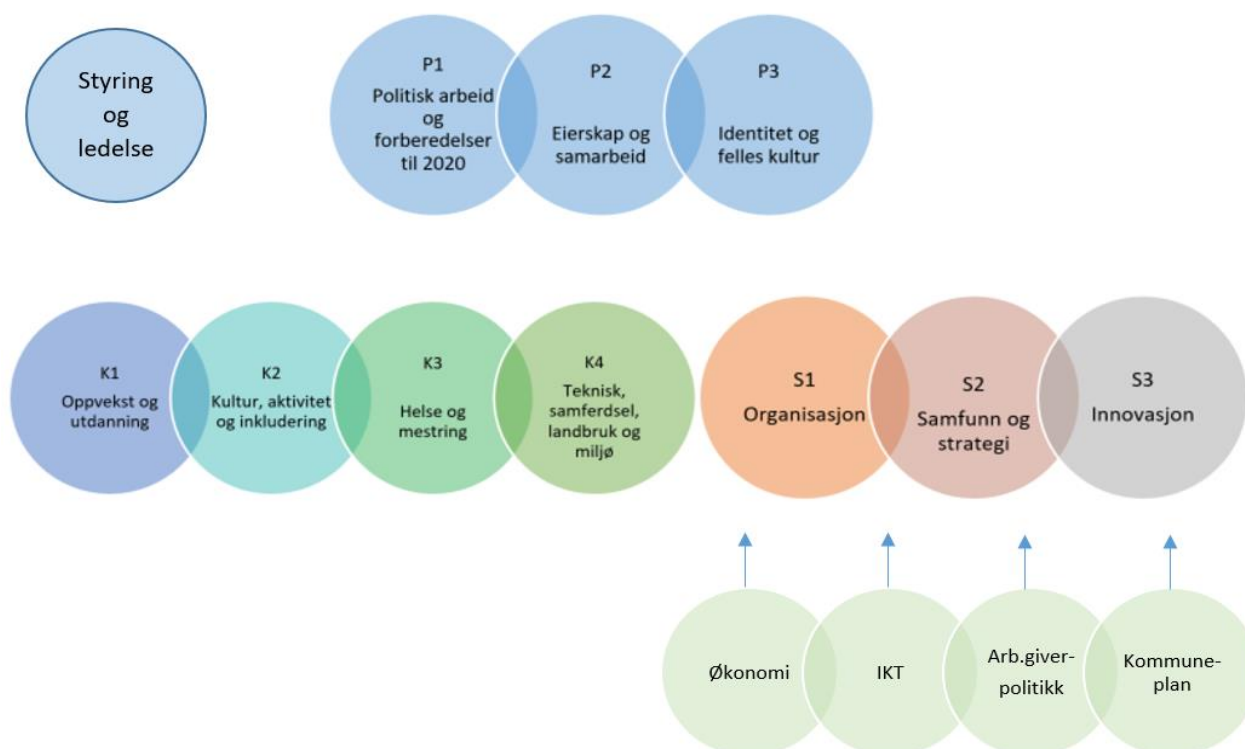 Styring
og
ledelse
P1
Politisk arbeid
og
forberedelser
til 2020
P2
Eierskap og
samarbeid
P3
Identitet og
felles kultur
K1
Oppvekst og
utdanning
K2
Kultur, aktivitet
og inkludering
K3
Helse og
mestring
K4
Teknisk,
samferdsel,
landbruk og
miljø
S1
Organisasjon
S2
Samfunn og
strategi
S3
Innovasjon
Økonomi
IKT
Arb.giver-
politikk
Kommune-
plan